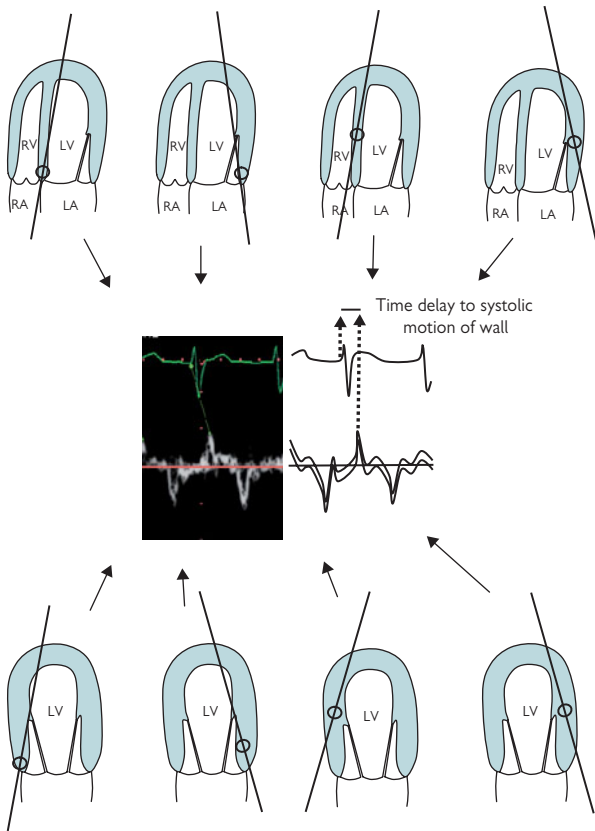 RV LV
RA LA
RV LV
RA LA
RV LV
RA LA
RV LV
RA LA
Time delay to systolic
motion of wall
LV
LV
LV
LV